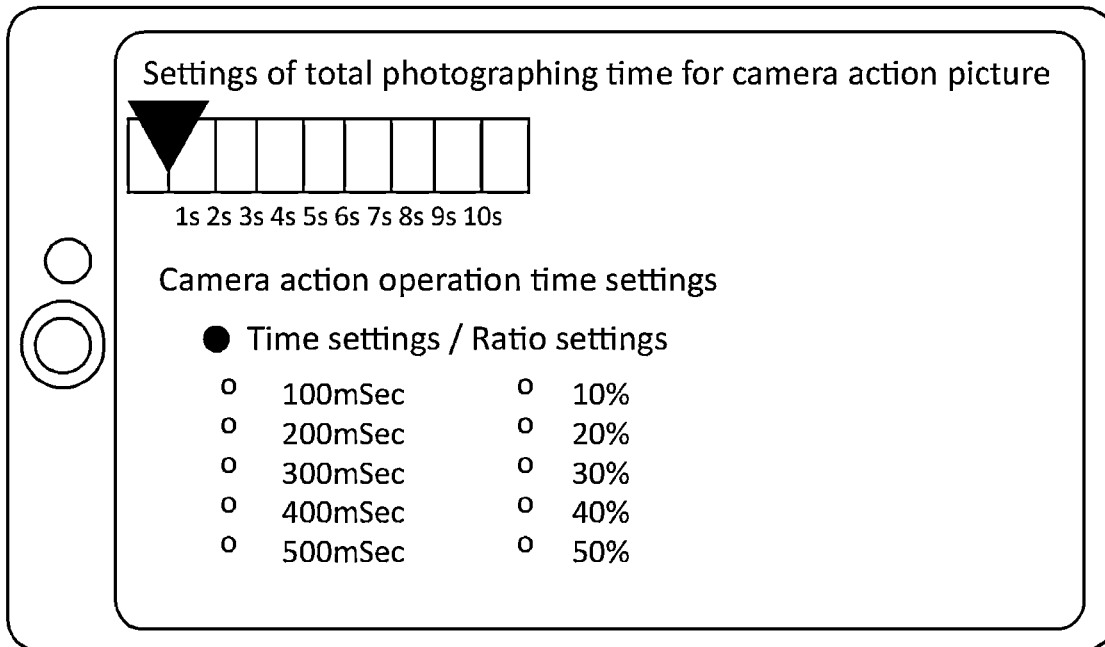 Settings of total photographing time for camera action picture
1s 2s 3s 4s 5s 6s 7s 8s 9s 10s
Camera action operation time settings
● Time settings / Ratio settings
o 100mSec o 10%
o 200mSec o 20%
o 300mSec o 30%
o 400mSec o 40%
o 500mSec o 50%